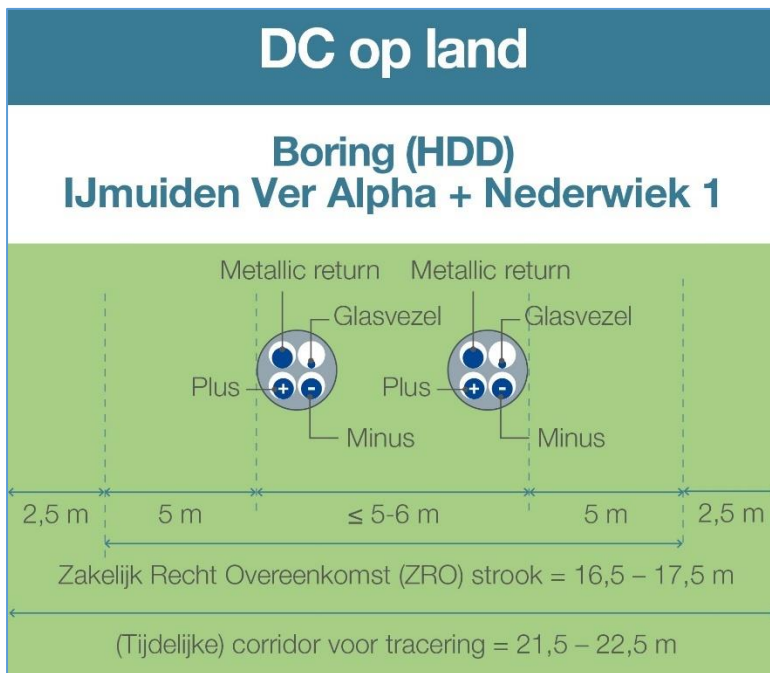 DC op land
Boring (HDD)
IJmuiden Ver Alpha + Nederwiek 1
Metallic return Metallic return
Glasvezel Glasvezel
Plus + - Plus + -
Minus Minus
2,5 m 5 m ≤ 5-6 m 5 m 2,5 m
Zakelijk Recht Overeenkomst (ZRO) strook = 16,5 – 17,5 m
(Tijdelijke) corridor voor tracering = 21,5 – 22,5 m